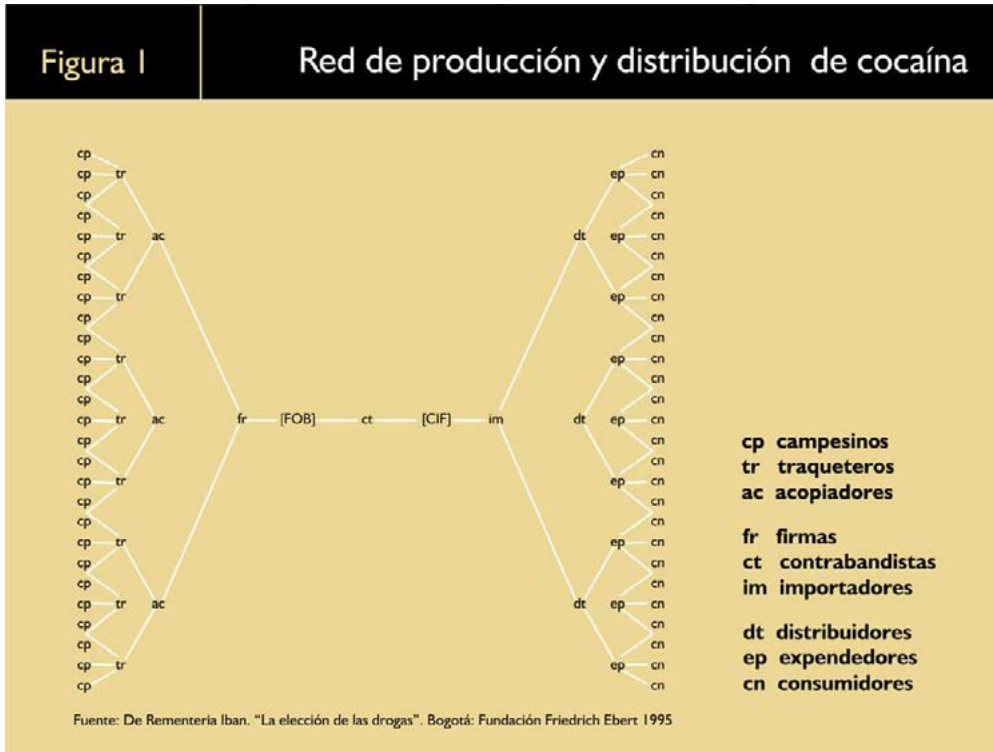 Figura 1
Red de producción y distribución de cocaína
cp cn
cp tr ep cn
cp cn
cp cn
cp tr ac dt ep cn
cp cn
cp cn
cp tr ep cn
cp cn
cp cn
cp tr ep cn
cp cn
cp cn
cp tr ac fr [FOB] ct [CIF] im dt ep cn
cp cn
cp cn
cp tr ep cn
cp cn
cp cn
cp tr ep cn
cp cn
cp cn
cp tr ac dt ep cn
cp cn
cp cn
cp tr ep cn
cp cn
cp campesinos
tr traqueteros
ac acopiadores
fr firmas
ct contrabandistas
im importadores
dt distribuidores
ep expendedores
cn consumidores
Fuente: De Rementeria Iban. “La elección de las drogas”. Bogotá: Fundación Friedrich Ebert 1995